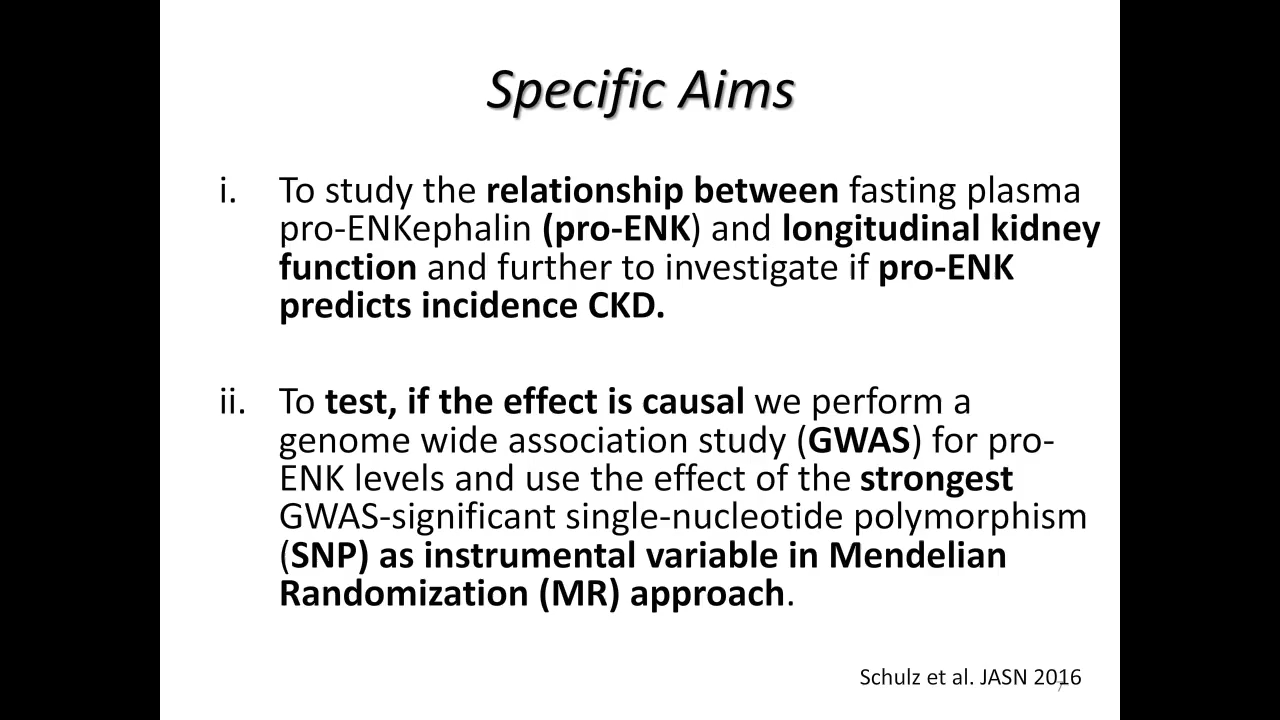 Specific Aims
i. To study the relationship between fasting plasma
pro-ENKephalin (pro-ENK) and longitudinal kidney
function and further to investigate if pro-ENK
predicts incidence CKD.
ii. To test, if the effect is causal we perform a
genome wide association study (GWAS) for pro-
ENK levels and use the effect of the strongest
GWAS-significant single-nucleotide polymorphism
(SNP) as instrumental variable in Mendelian
Randomization (MR) approach.
Schulz et al. JASN 2016
7